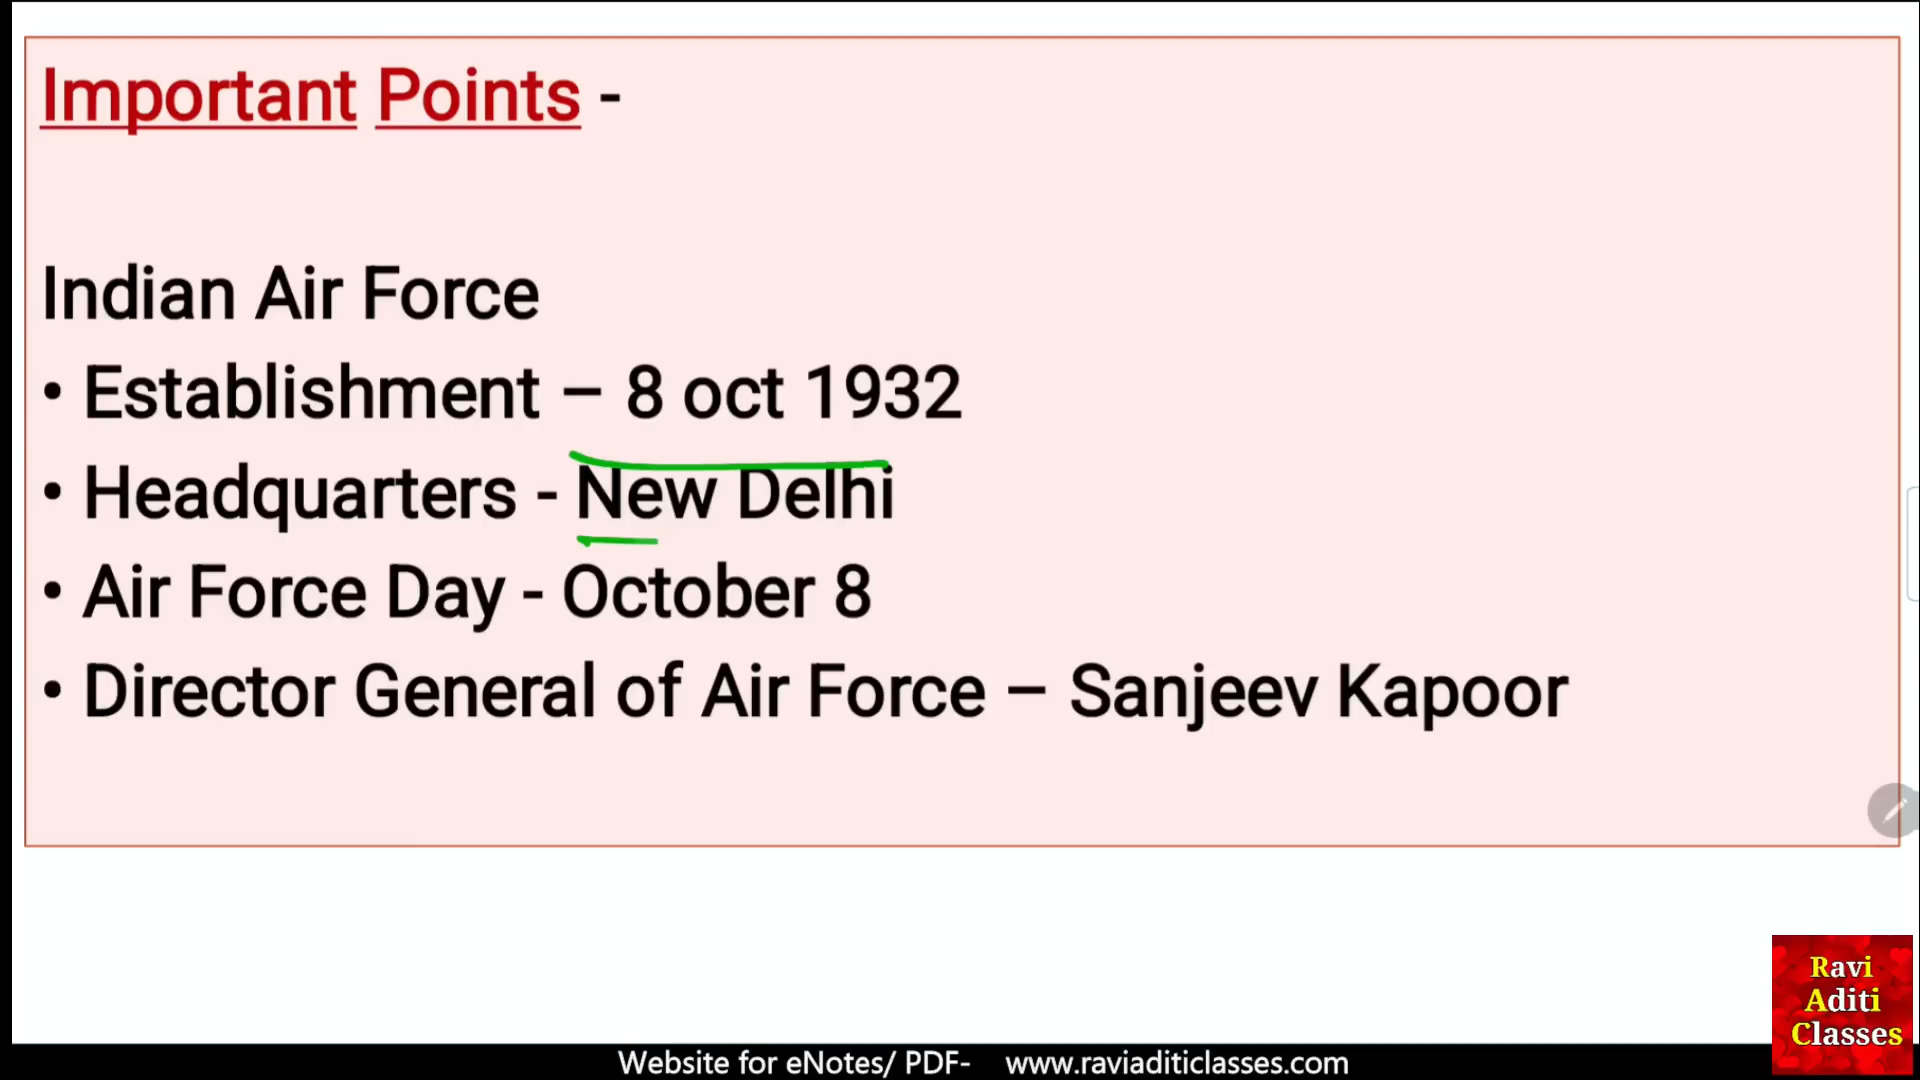 Important Points -
Indian Air Force
• Establishment – 8 oct 1932
• Headquarters - New Delhi
• Air Force Day - October 8
• Director General of Air Force – Sanjeev Kapoor
Ravi
Aditi
Classes
Website for eNotes/ PDF- www.raviaditiclasses.com